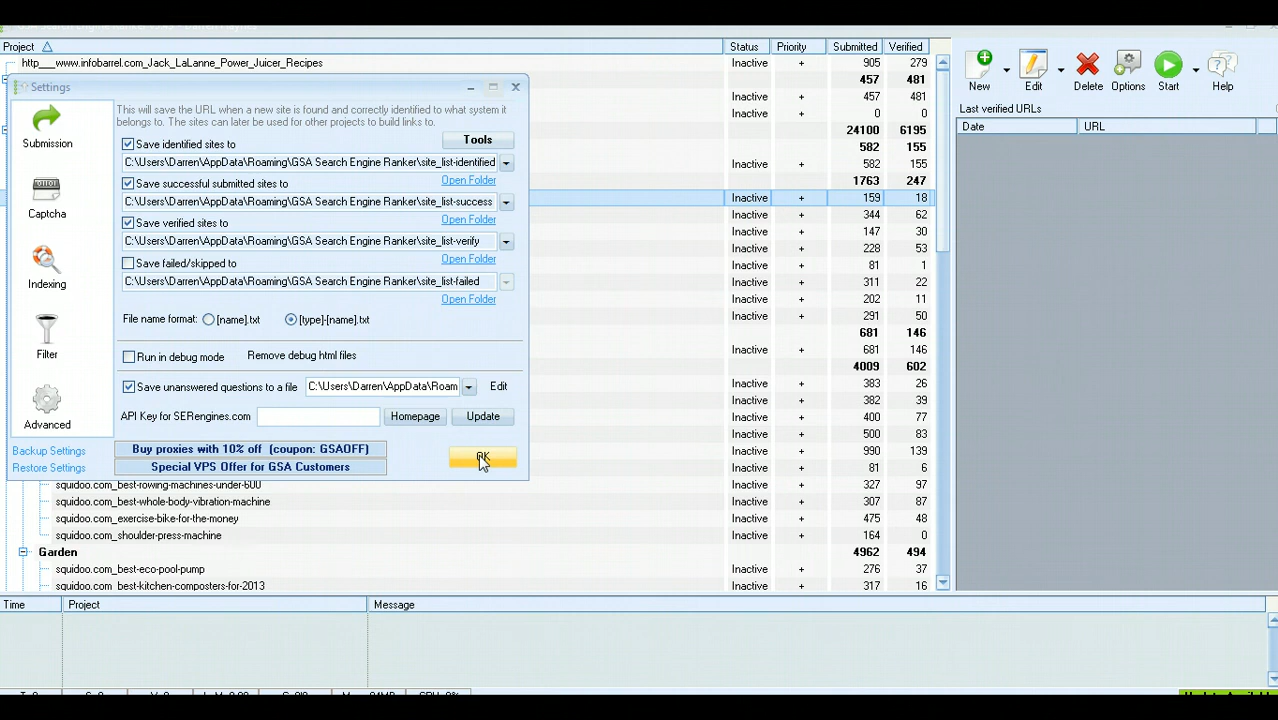 Project Status Priority Submitted Verified
http___www.infobarrel.com_Jack_LaLanne_Power_Juicer_Recipes Inactive + 905 279
457 481
Inactive + 457 481
Inactive + 0 0
24100 6195
582 155
Inactive + 582 155
1763 247
Inactive + 159 18
Inactive + 344 62
Inactive + 147 30
Inactive + 228 53
Inactive + 81 1
Inactive + 311 22
Inactive + 202 11
Inactive + 291 50
681 146
Inactive + 681 146
4009 602
Inactive + 383 26
Inactive + 382 39
Inactive + 400 77
Inactive + 500 83
Inactive + 990 139
Inactive + 81 6
squidoo.com_best-rowing-machines-under-600 Inactive + 327 97
squidoo.com_best-whole-body-vibration-machine Inactive + 307 87
squidoo.com_exercise-bike-for-the-money Inactive + 475 48
squidoo.com_shoulder-press-machine Inactive + 164 0
Garden 4962 494
squidoo.com_best-eco-pool-pump Inactive + 276 37
squidoo.com_best-kitchen-composters-for-2013 Inactive + 317 16
Settings
Submission
Captcha
Indexing
Filter
Advanced
Backup Settings
Restore Settings
This will save the URL when a new site is found and correctly identified to what system it
belongs to. The sites can later be used for other projects to build links to.
Tools
Save identified sites to
C:\Users\Darren\AppData\Roaming\GSA Search Engine Ranker\site_list-identified
Open Folder
Save successful submitted sites to
C:\Users\Darren\AppData\Roaming\GSA Search Engine Ranker\site_list-success
Open Folder
Save verified sites to
C:\Users\Darren\AppData\Roaming\GSA Search Engine Ranker\site_list-verify
Open Folder
Save failed/skipped to
C:\Users\Darren\AppData\Roaming\GSA Search Engine Ranker\site_list-failed
Open Folder
File name format: [name].txt [type]-[name].txt
Run in debug mode Remove debug html files
Save unanswered questions to a file C:\Users\Darren\AppData\Roam Edit
API Key for SERengines.com Homepage Update
Buy proxies with 10% off (coupon: GSAOFF)
Special VPS Offer for GSA Customers
OK
New Edit Delete Options Start Help
Last verified URLs
Date URL
Time Project Message